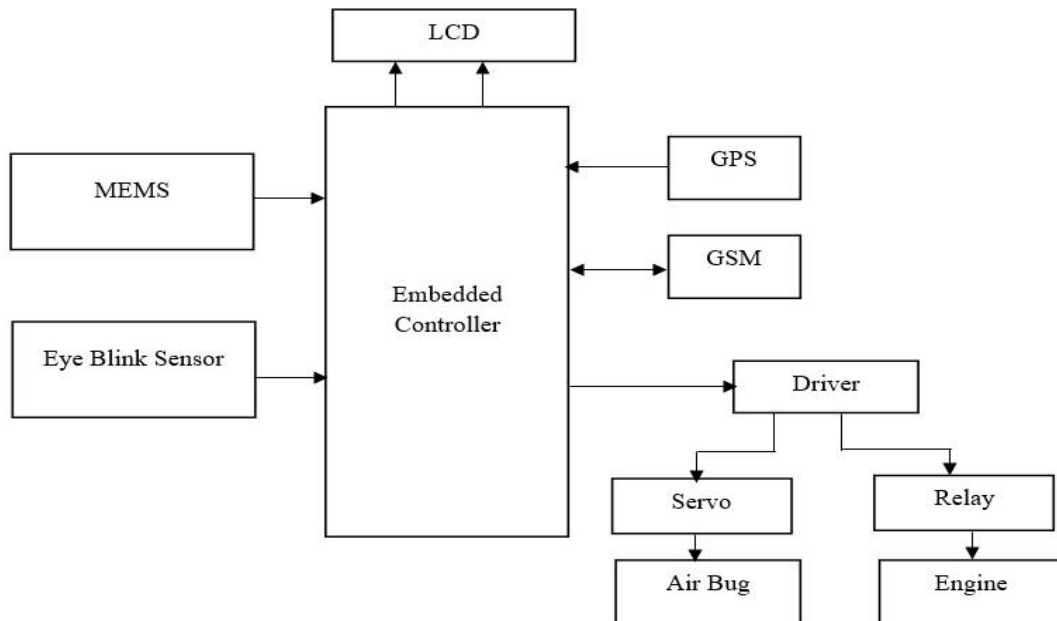 LCD
MEMS
GPS
GSM
Embedded
Controller
Eye Blink Sensor
Driver
Servo
Relay
Air Bug
Engine